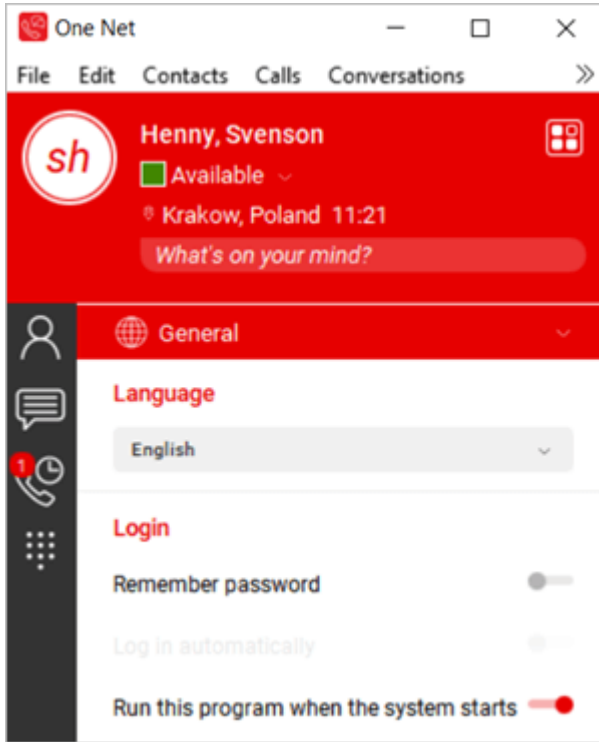 One Net
File Edit Contacts Calls Conversations
sh
Henny, Svenson
Available
Krakow, Poland 11:21
What's on your mind?
General
Language
English
1
Login
Remember password
Log in automatically
Run this program when the system starts